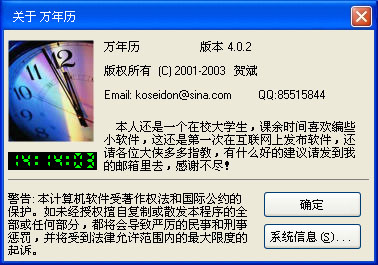 关于 万年历
万年历 版本 4.0.2
版权所有 (C) 2001-2003 贺斌
Email: koseidon@sina.com QQ:85515844
本人还是一个在校大学生，课余时间喜欢编些
小软件，这还是第一次在互联网上发布软件，还
请各位大侠多多指教，有什么好的建议请发到我
的邮箱里去，感谢不尽！
14:14:03
警告: 本计算机软件受著作权法和国际公约的
保护。如未经授权擅自复制或散发本程序的全
部或任何部分，都将会导致严厉的民事和刑事
惩罚，并将受到法律允许范围内的最大限度的
起诉。
确定
系统信息(S)...